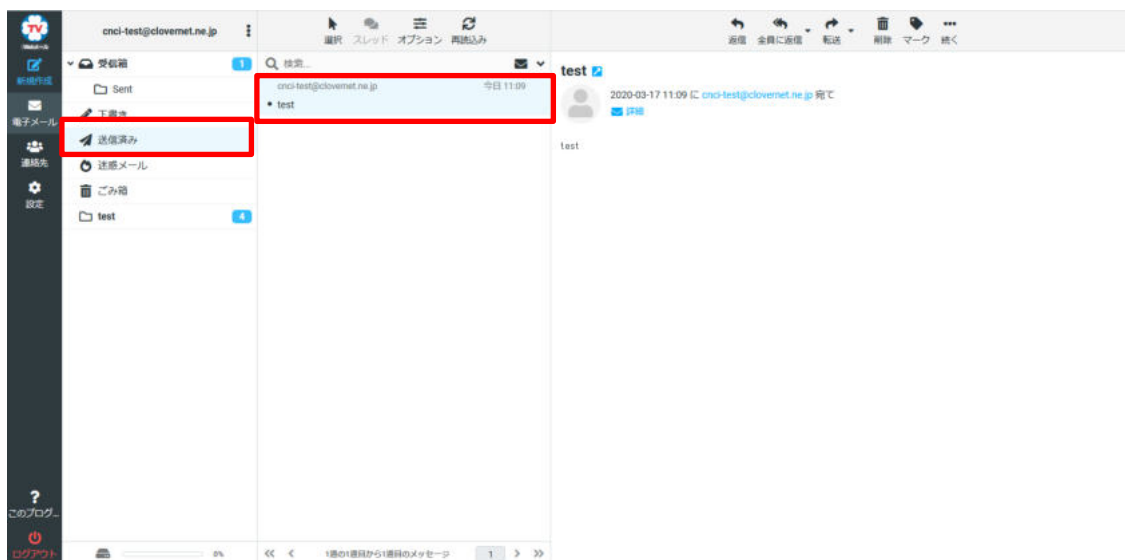 TV
新規作成
電子メール
連絡先
設定
?
このブログ...
ログアウト
cnci-test@clovernet.ne.jp
受信箱 1
Sent
下書き
送信済み
迷惑メール
ごみ箱
test 4
0%
選択 スレッド オプション 再読込み
検索...
cnci-test@clovernet.ne.jp 今日 11:09
• test
1通の1通目から1通目のメッセージ 1
返信 全員に返信 転送 削除 マーク 続く
test
2020-03-17 11:09 に cnci-test@clovernet.ne.jp 宛て
詳細
test